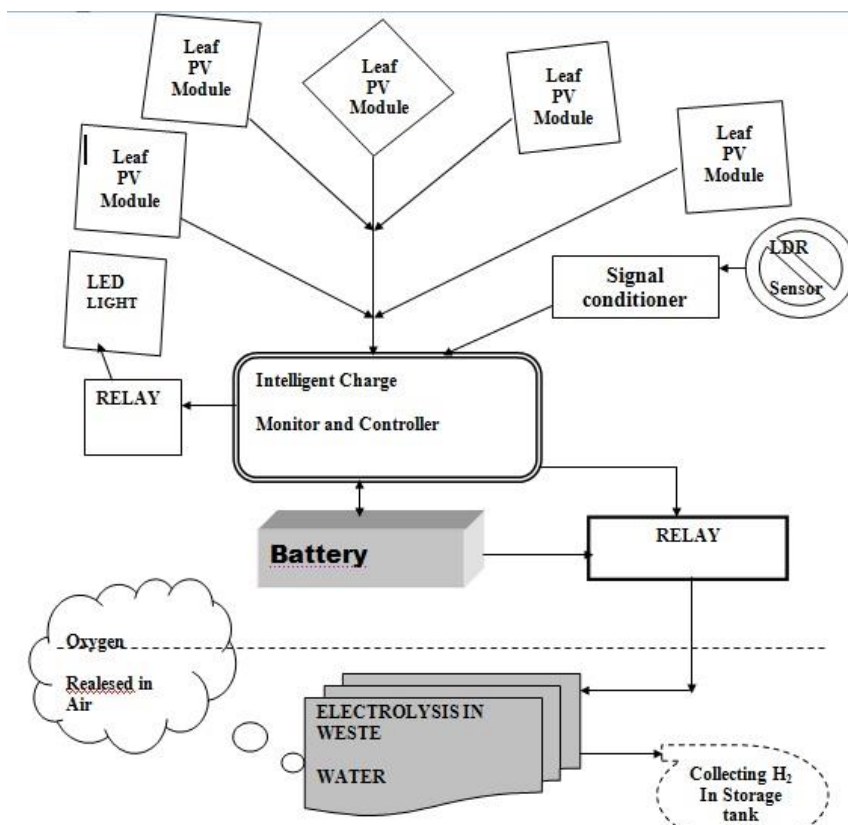 Leaf
PV
Module
Leaf
PV
Module
Leaf
PV
Module
Leaf
PV
Module
Leaf
PV
Module
LED
LIGHT
Signal
conditioner
LDR
Sensor
RELAY
Intelligent Charge
Monitor and Controller
Battery
RELAY
Oxygen
Realesed in
Air
ELECTROLYSIS IN
WESTE
WATER
Collecting H₂
In Storage
tank